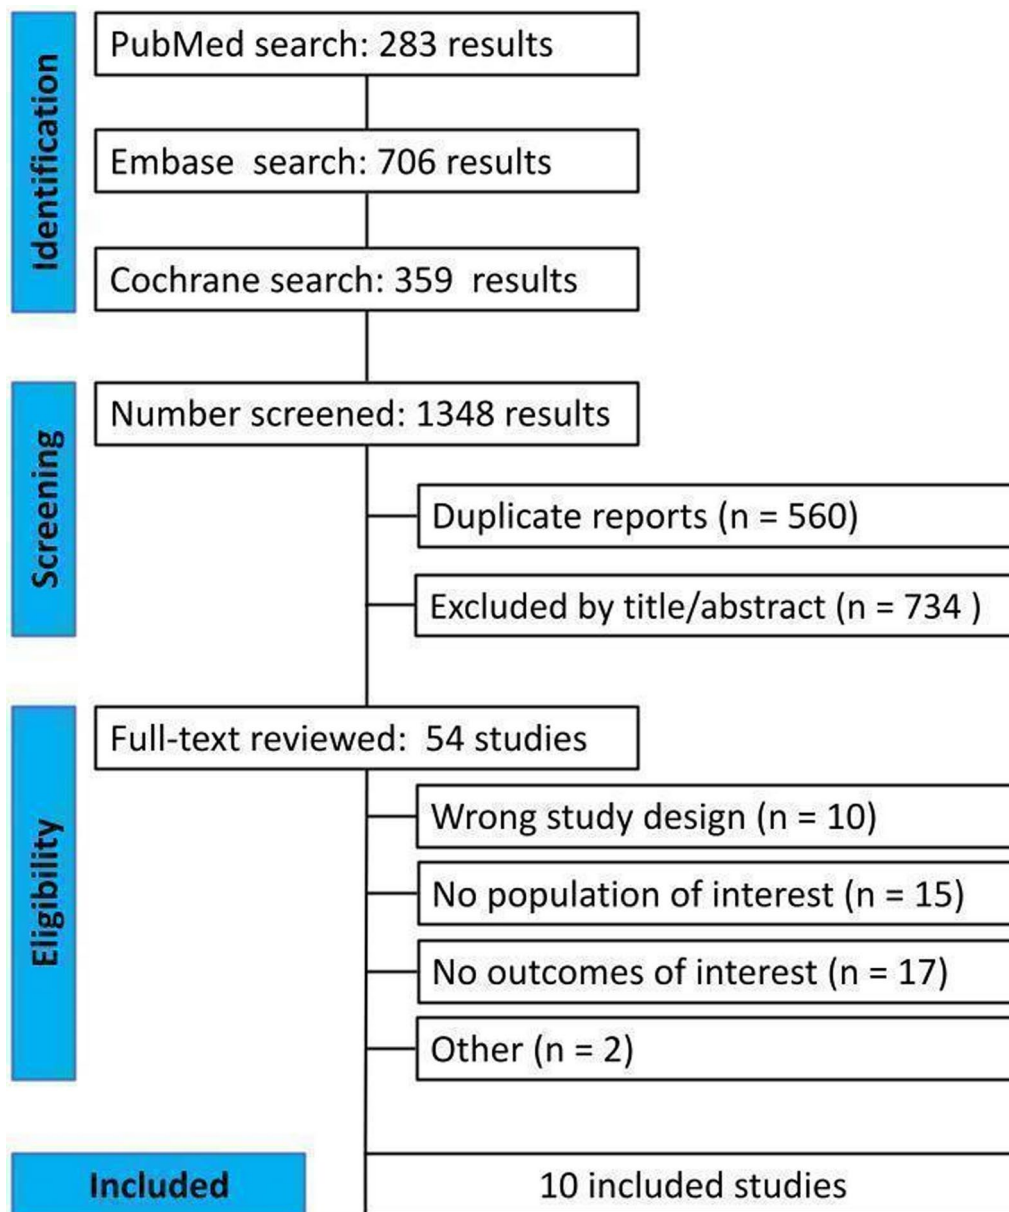 Identification
PubMed search: 283 results
Embase search: 706 results
Cochrane search: 359 results
Screening
Number screened: 1348 results
Duplicate reports (n = 560)
Excluded by title/abstract (n = 734 )
Eligibility
Full-text reviewed: 54 studies
Wrong study design (n = 10)
No population of interest (n = 15)
No outcomes of interest (n = 17)
Other (n = 2)
Included
10 included studies